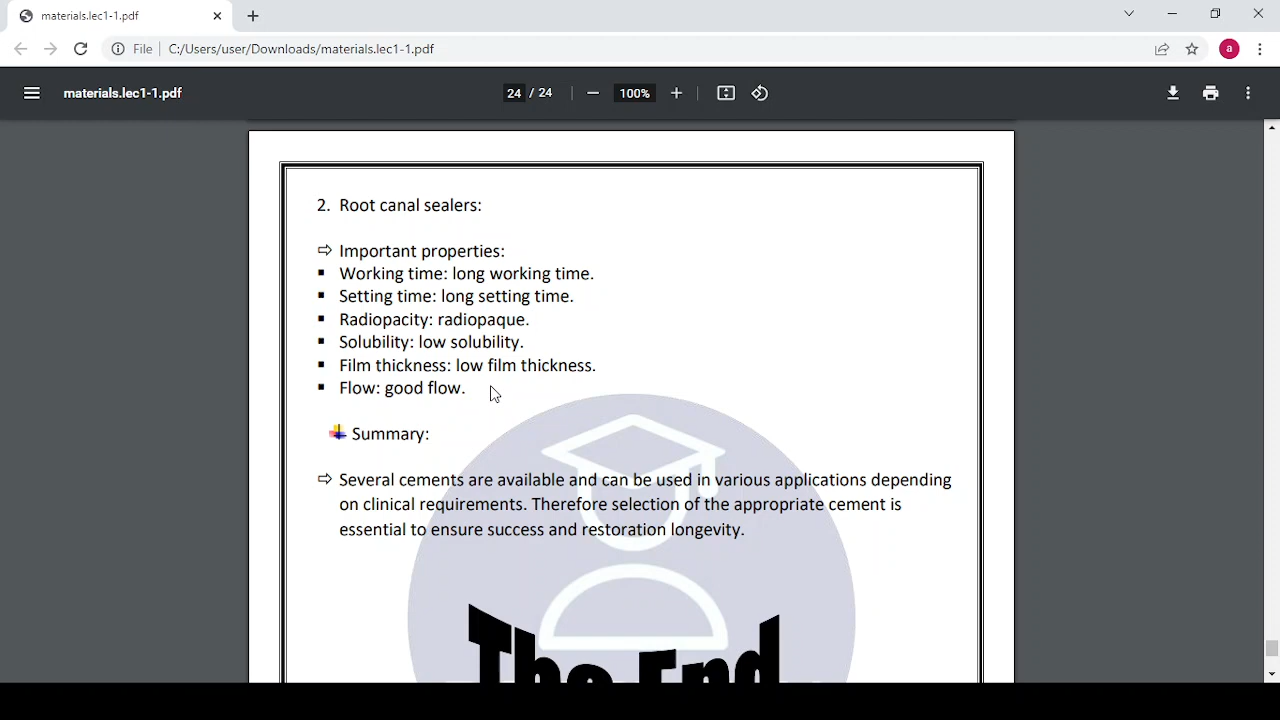 materials.lec1-1.pdf
File C:/Users/user/Downloads/materials.lec1-1.pdf
a
materials.lec1-1.pdf
24 / 24
100%
2. Root canal sealers:
⇨ Important properties:
▪ Working time: long working time.
▪ Setting time: long setting time.
▪ Radiopacity: radiopaque.
▪ Solubility: low solubility.
▪ Film thickness: low film thickness.
▪ Flow: good flow.
Summary:
⇨ Several cements are available and can be used in various applications depending
on clinical requirements. Therefore selection of the appropriate cement is
essential to ensure success and restoration longevity.
The End